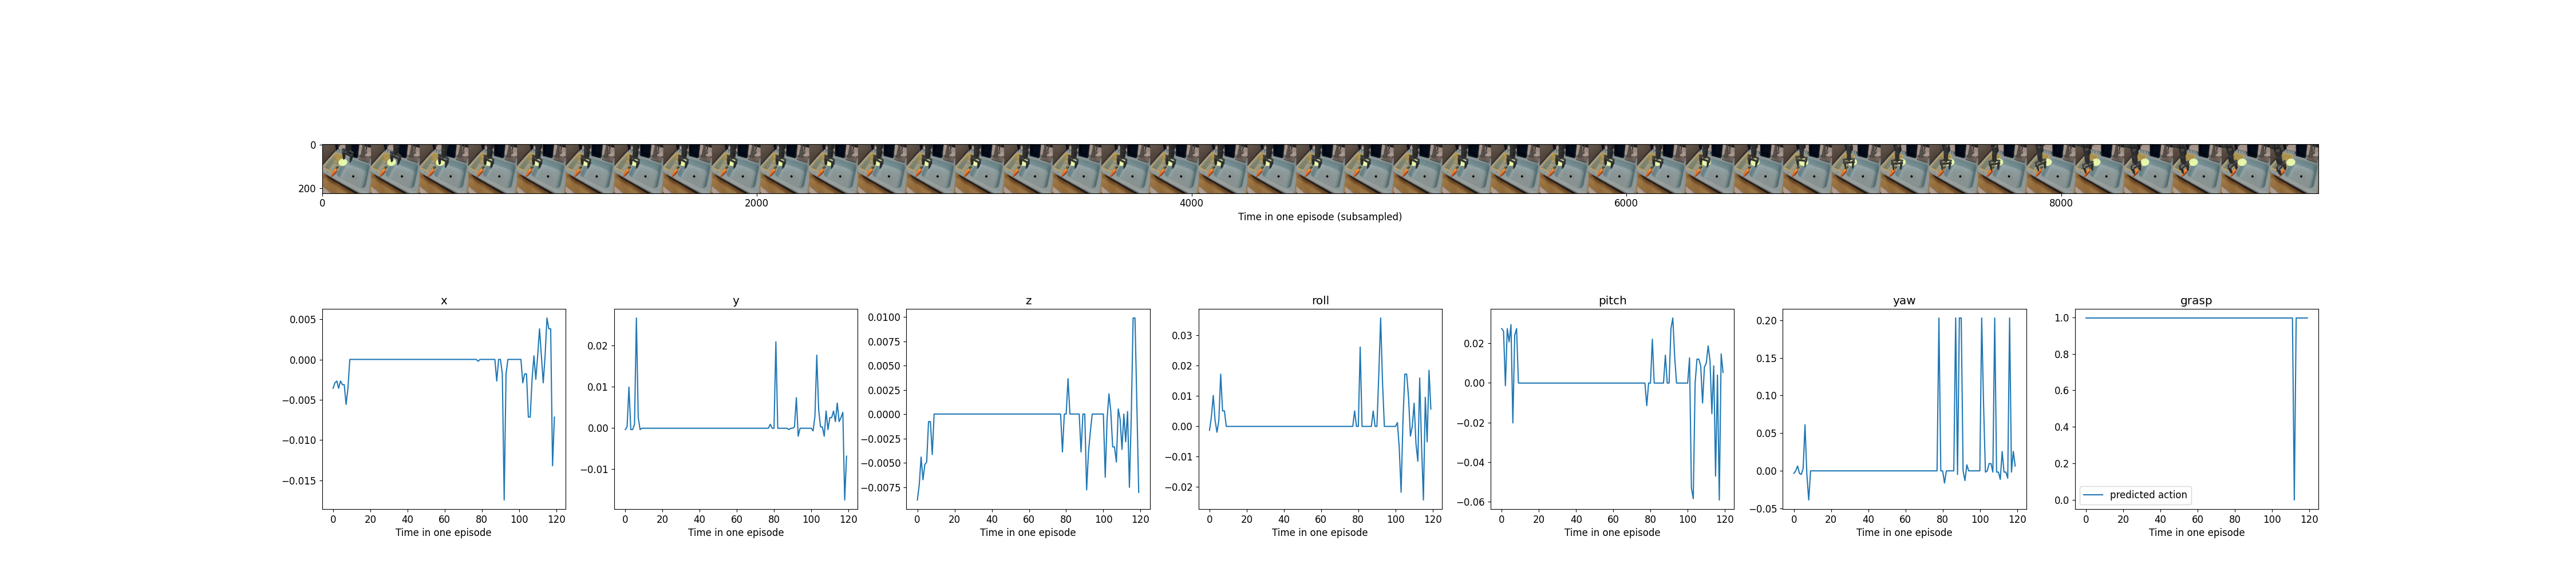 0
200
0 2000 4000 6000 8000
Time in one episode (subsampled)
x
0.005
0.000
−0.005
−0.010
−0.015
0 20 40 60 80 100 120
Time in one episode
y
0.02
0.01
0.00
−0.01
0 20 40 60 80 100 120
Time in one episode
z
0.0100
0.0075
0.0050
0.0025
0.0000
−0.0025
−0.0050
−0.0075
0 20 40 60 80 100 120
Time in one episode
roll
0.03
0.02
0.01
0.00
−0.01
−0.02
0 20 40 60 80 100 120
Time in one episode
pitch
0.02
0.00
−0.02
−0.04
−0.06
0 20 40 60 80 100 120
Time in one episode
yaw
0.20
0.15
0.10
0.05
0.00
−0.05
0 20 40 60 80 100 120
Time in one episode
grasp
1.0
0.8
0.6
0.4
0.2
0.0
predicted action
0 20 40 60 80 100 120
Time in one episode